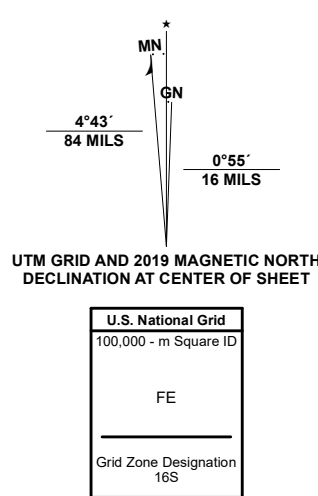 MN
GN
4°43´
84 MILS
0°55´
16 MILS
UTM GRID AND 2019 MAGNETIC NORTH
DECLINATION AT CENTER OF SHEET
U.S. National Grid
100,000 - m Square ID
FE
Grid Zone Designation
16S